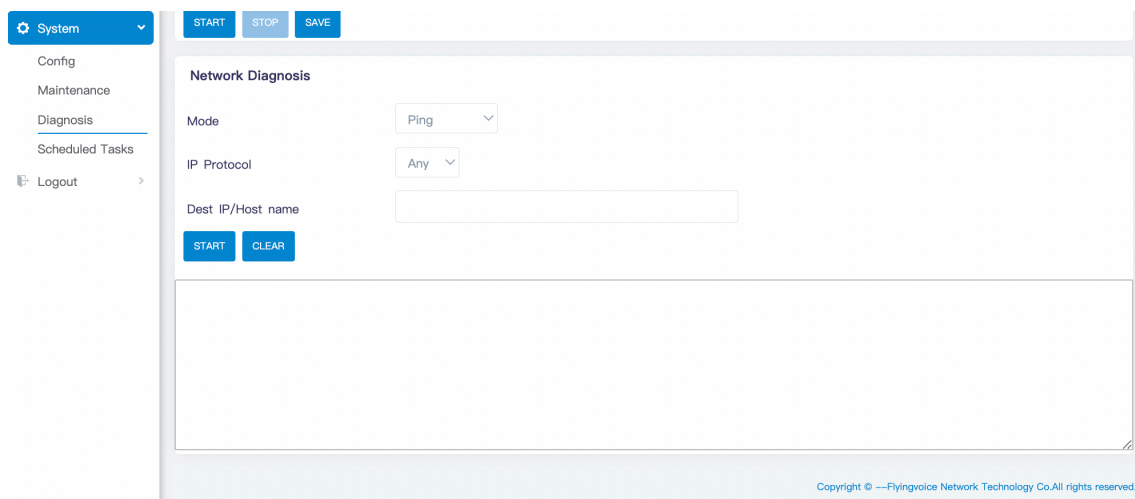 System
Config
Maintenance
Diagnosis
Scheduled Tasks
Logout
START STOP SAVE
Network Diagnosis
Mode Ping
IP Protocol Any
Dest IP/Host name
START CLEAR
Copyright © --Flyingvoice Network Technology Co.All rights reserved.